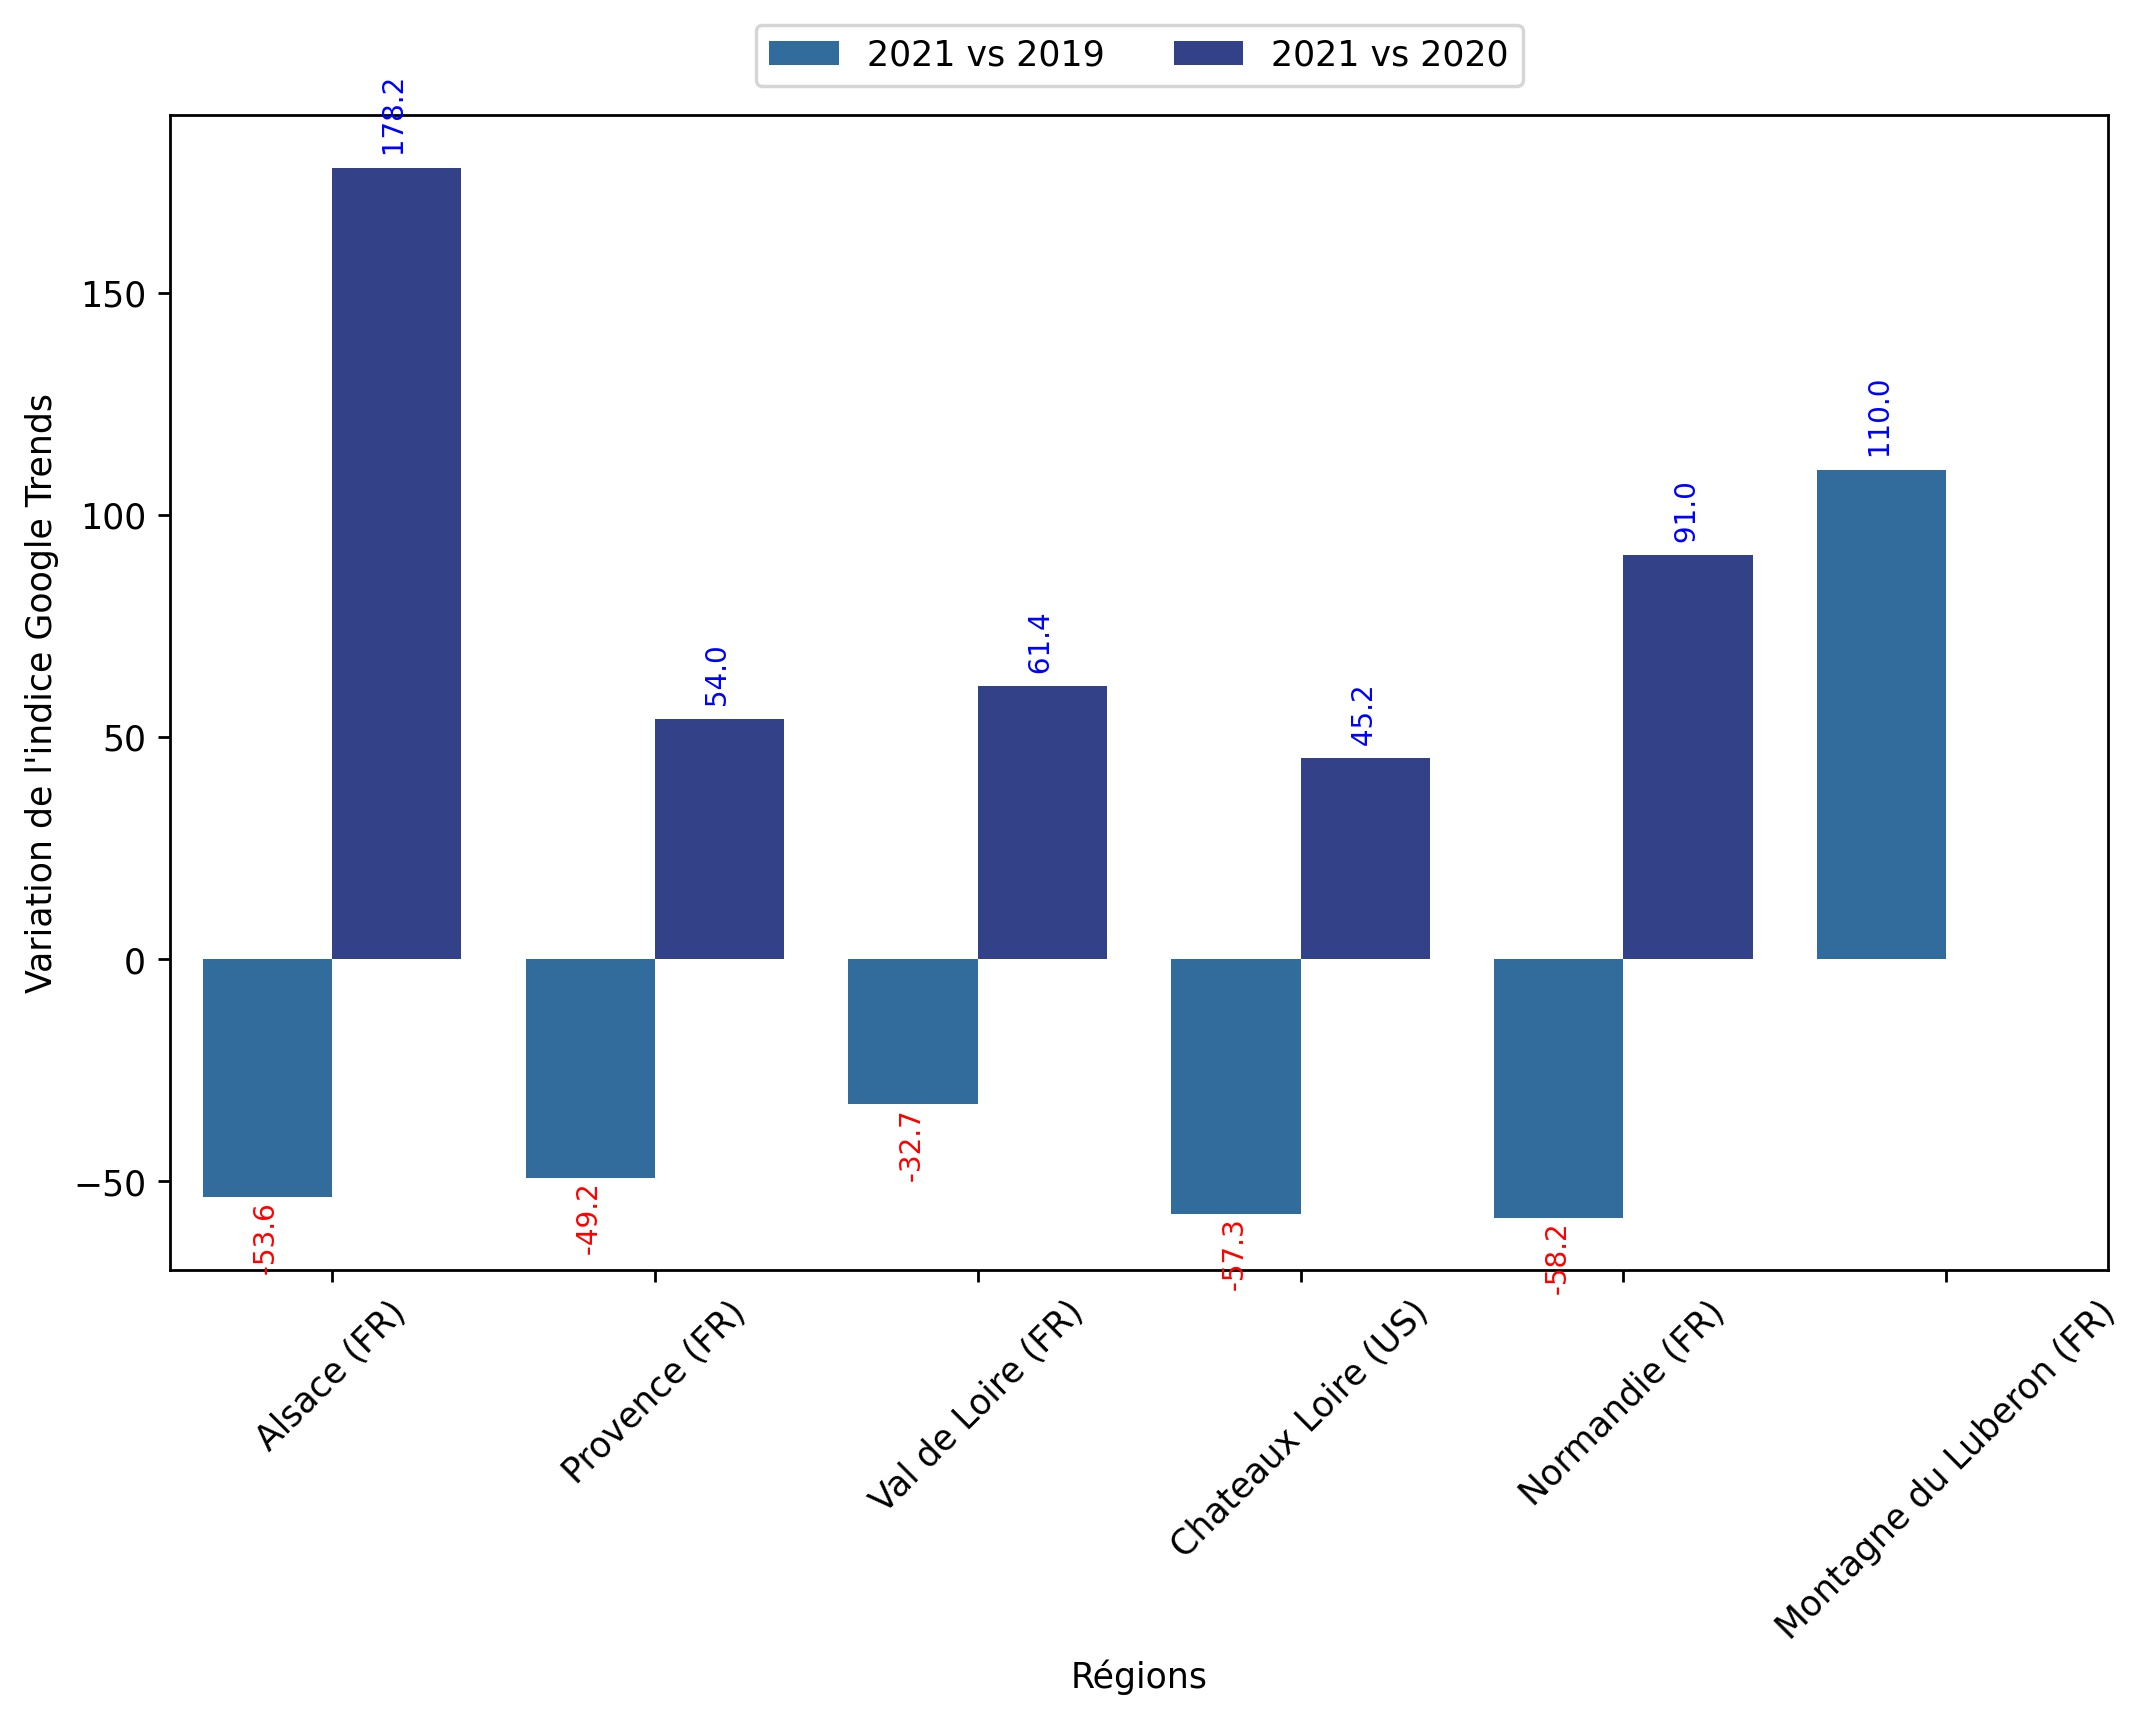 2021 vs 2019
2021 vs 2020
Variation de l'indice Google Trends
150
100
50
0
−50
178.2
54.0
61.4
45.2
91.0
110.0
-53.6
-49.2
-32.7
-57.3
-58.2
Alsace (FR)
Provence (FR)
Val de Loire (FR)
Chateaux Loire (US)
Normandie (FR)
Montagne du Luberon (FR)
Régions